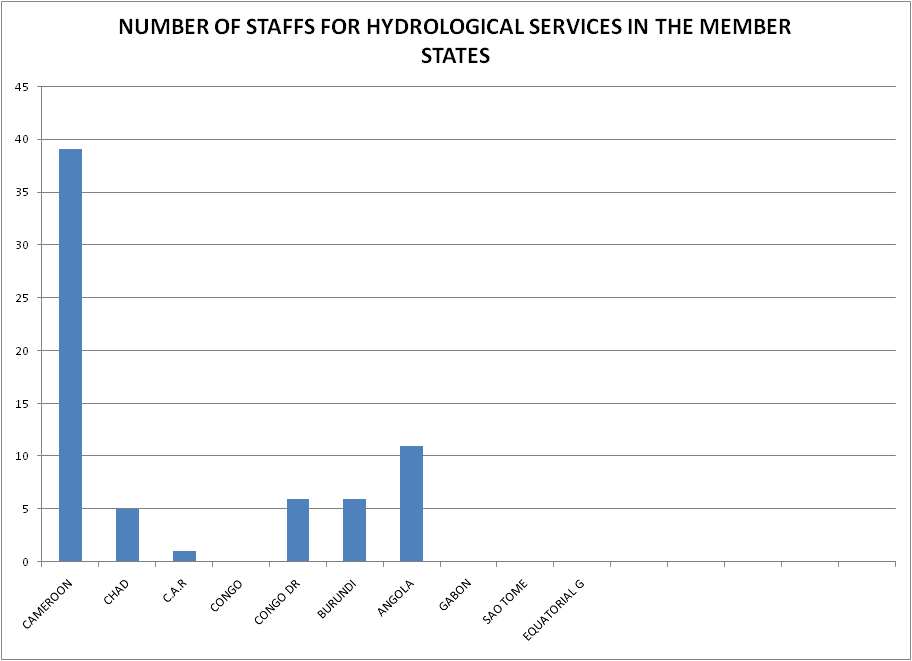 NUMBER OF STAFFS FOR HYDROLOGICAL SERVICES IN THE MEMBER
STATES
45
40
35
30
25
20
15
10
5
0
CAMEROON
CHAD
C.A.R
CONGO
CONGO DR
BURUNDI
ANGOLA
GABON
SAO TOME
EQUATORIAL G